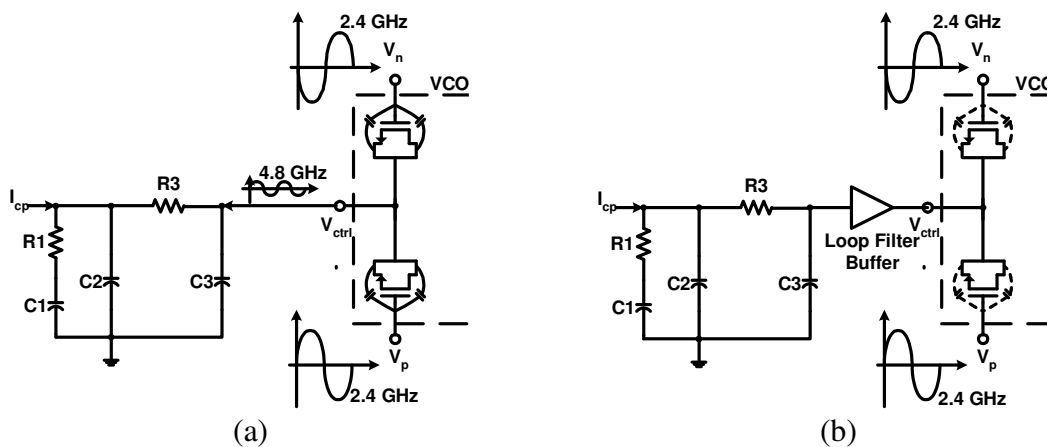 2.4 GHz
Vn
VCO
4.8 GHz
Icp
R3
Vctrl
R1
C2
C3
C1
Vp
2.4 GHz
(a)
2.4 GHz
Vn
VCO
Icp
R3
Vctrl
Loop Filter
Buffer
R1
C2
C3
C1
Vp
2.4 GHz
(b)